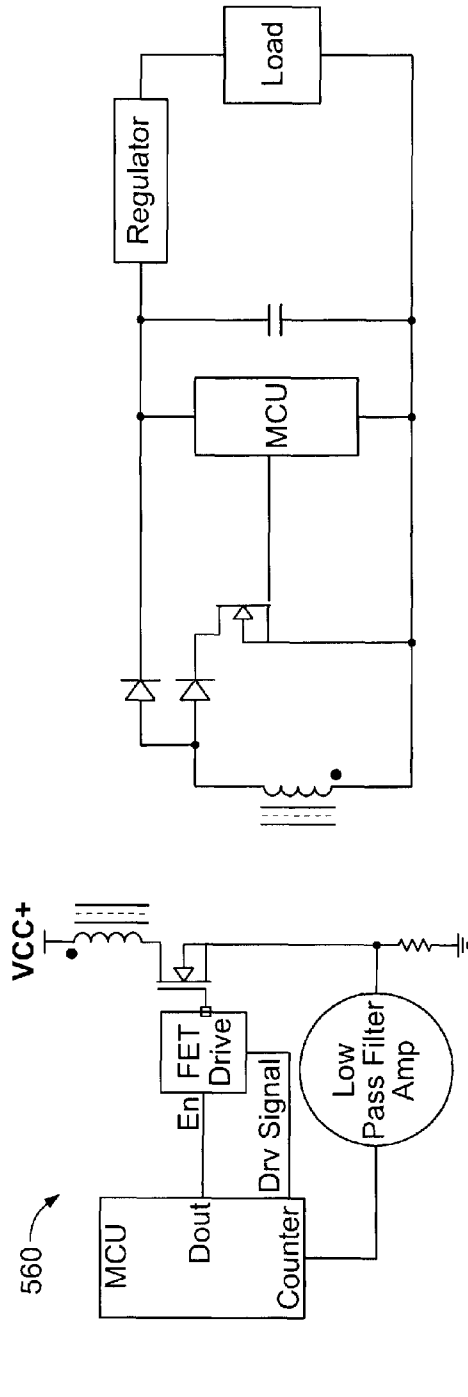 560
VCC+
MCU
Dout
Counter
En
Drv Signal
FET
Drive
Low
Pass Filter
Amp
MCU
Regulator
Load